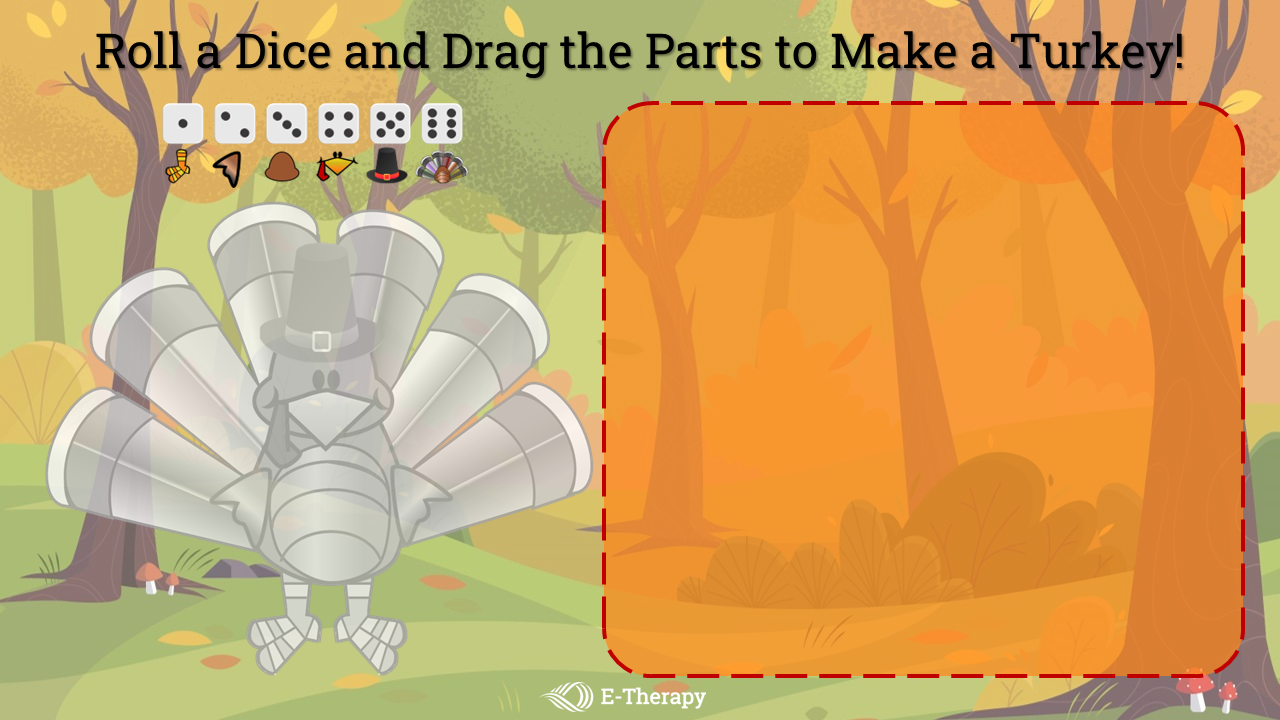 Roll a Dice and Drag the Parts to Make a Turkey!
E-Therapy